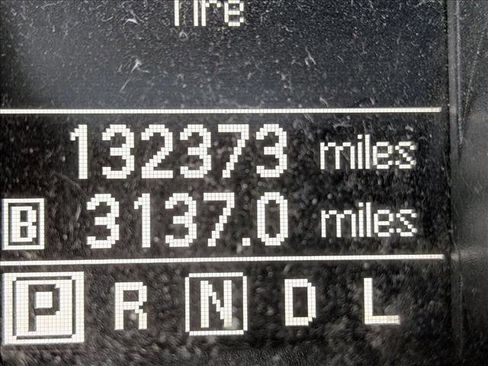 Tire
132373 miles
B 3137.0 miles
P R N D L